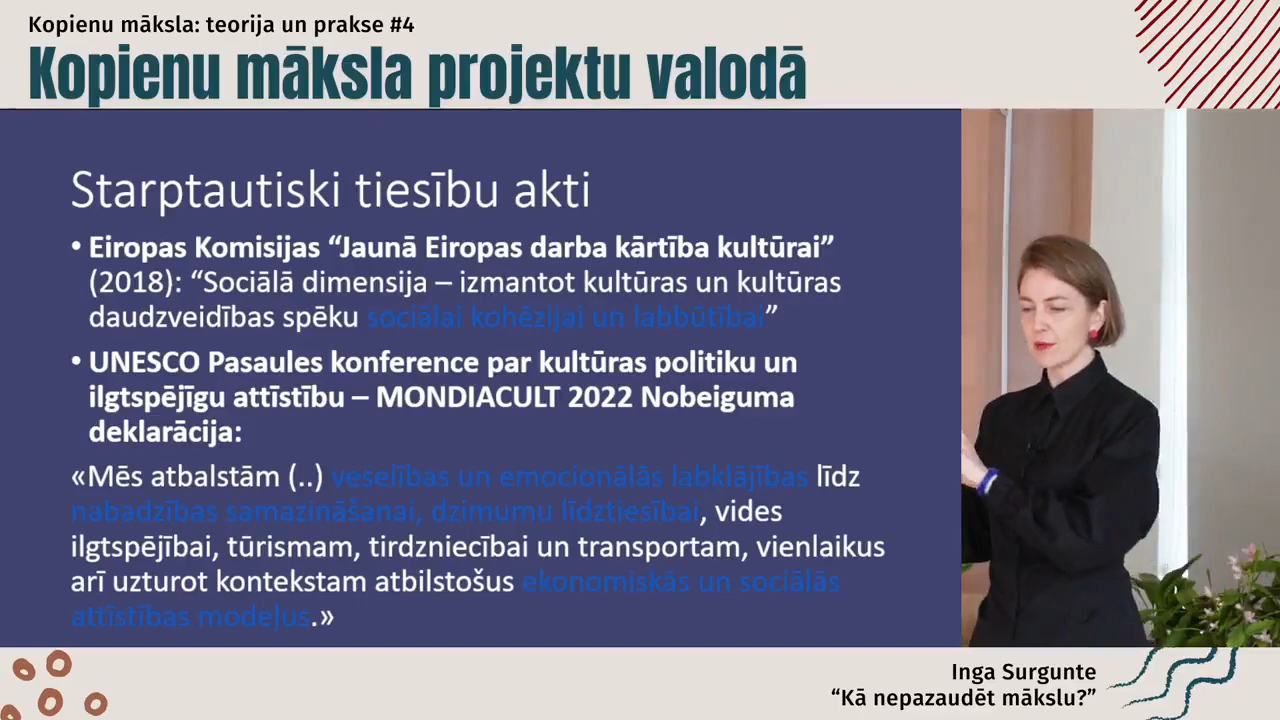 Kopienu māksla: teorija un prakse #4
Kopienu māksla projektu valodā
Starptautiski tiesību akti
• Eiropas Komisijas “Jaunā Eiropas darba kārtība kultūrai”
(2018): “Sociālā dimensija – izmantot kultūras un kultūras
daudzveidības spēku sociālai kohēzijai un labbūtībai”
• UNESCO Pasaules konference par kultūras politiku un
ilgtspējīgu attīstību – MONDIACULT 2022 Nobeiguma
deklarācija:
«Mēs atbalstām (..) veselības un emocionālās labklājības līdz
nabadzības samazināšanai, dzimumu līdztiesībai, vides
ilgtspējībai, tūrismam, tirdzniecībai un transportam, vienlaikus
arī uzturot kontekstam atbilstošus ekonomiskās un sociālās
attīstības modeļus.»
Inga Surgunte
“Kā nepazaudēt mākslu?”